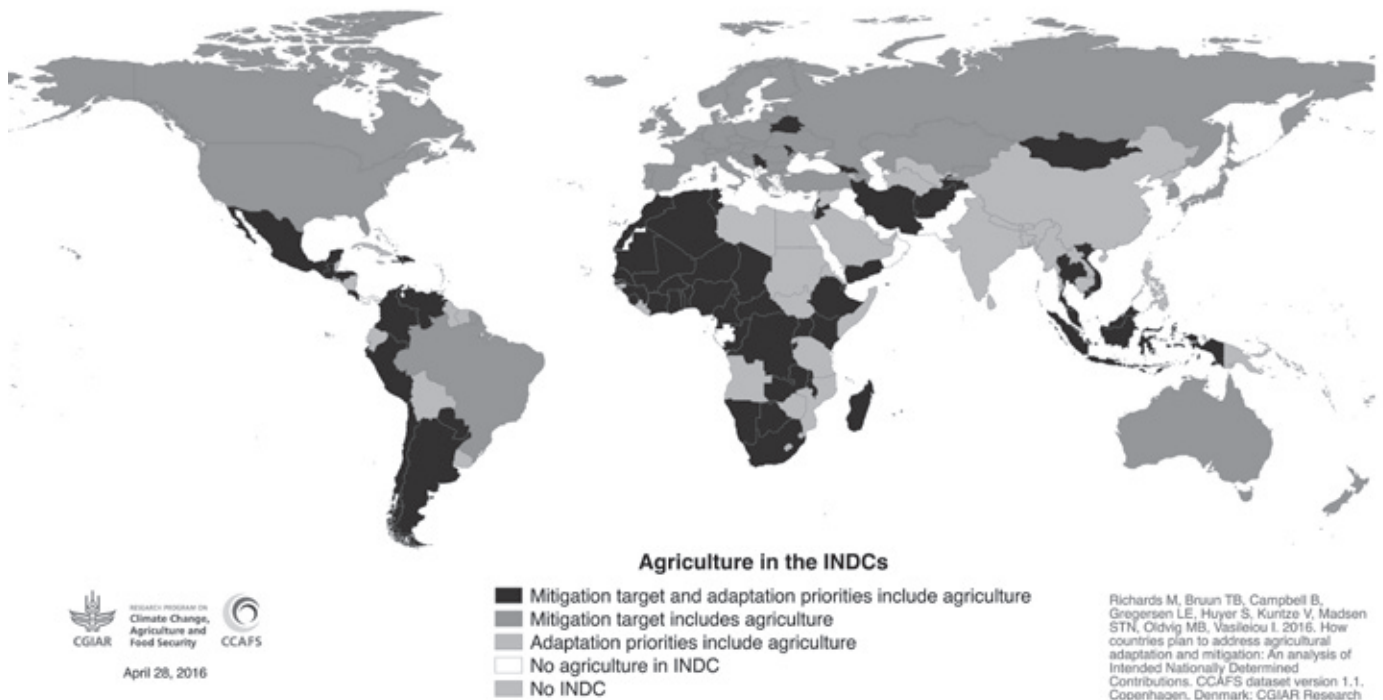 Agriculture in the INDCs
Mitigation target and adaptation priorities include agriculture
Mitigation target includes agriculture
Adaptation priorities include agriculture
No agriculture in INDC
No INDC
CGIAR
RESEARCH PROGRAM ON
Climate Change,
Agriculture and
Food Security
CCAFS
April 28, 2016
Richards M, Bruun TB, Campbell B,
Gregersen LE, Huyer S, Kuntze V, Madsen
STN, Oldvig MB, Vasileiou I. 2016. How
countries plan to address agricultural
adaptation and mitigation: An analysis of
Intended Nationally Determined
Contributions. CCAFS dataset version 1.1.
Copenhagen, Denmark: CGIAR Research